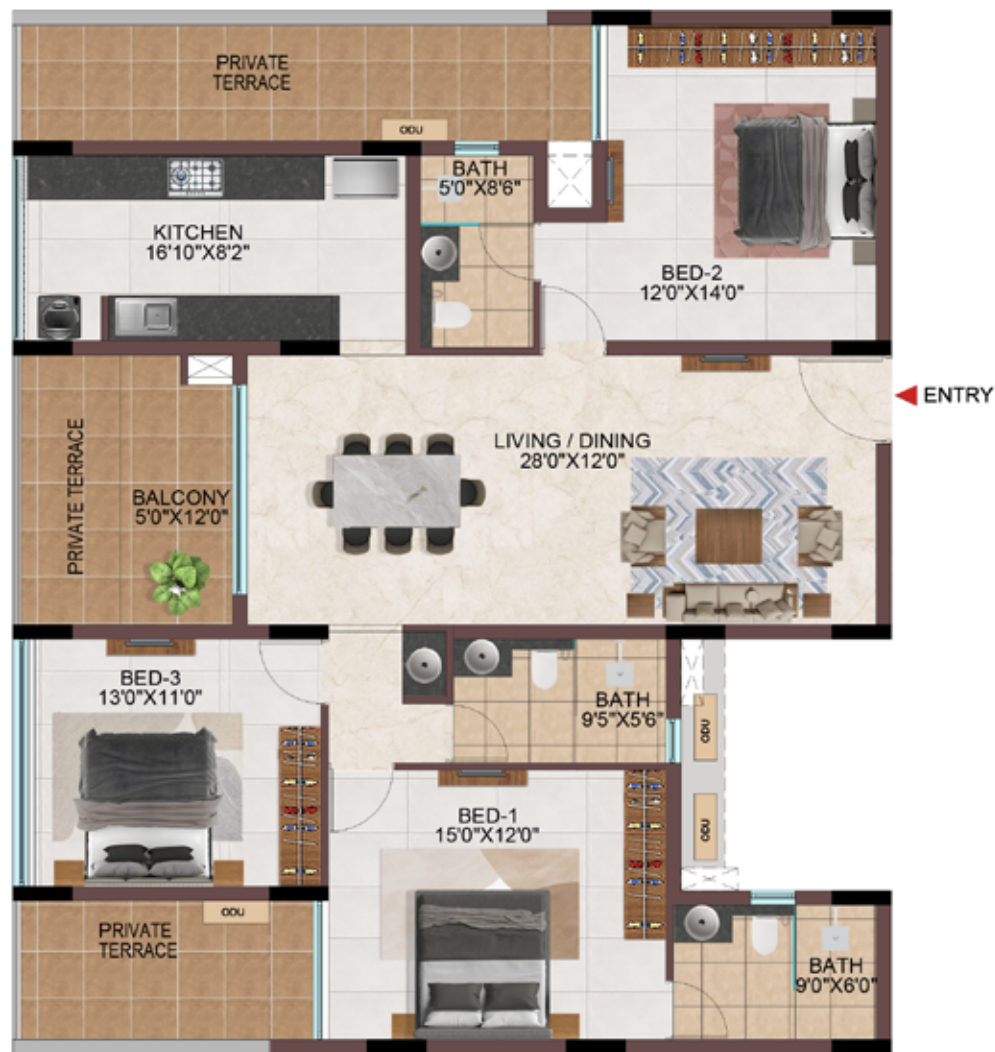 PRIVATE
TERRACE
ODU
BATH
5'0"X8'6"
KITCHEN
16'10"X8'2"
BED-2
12'0"X14'0"
ENTRY
LIVING / DINING
28'0"X12'0"
PRIVATE TERRACE
BALCONY
5'0"X12'0"
BED-3
13'0"X11'0"
BATH
9'5"X5'6"
ODU
ODU
BED-1
15'0"X12'0"
ODU
PRIVATE
TERRACE
BATH
9'0"X6'0"